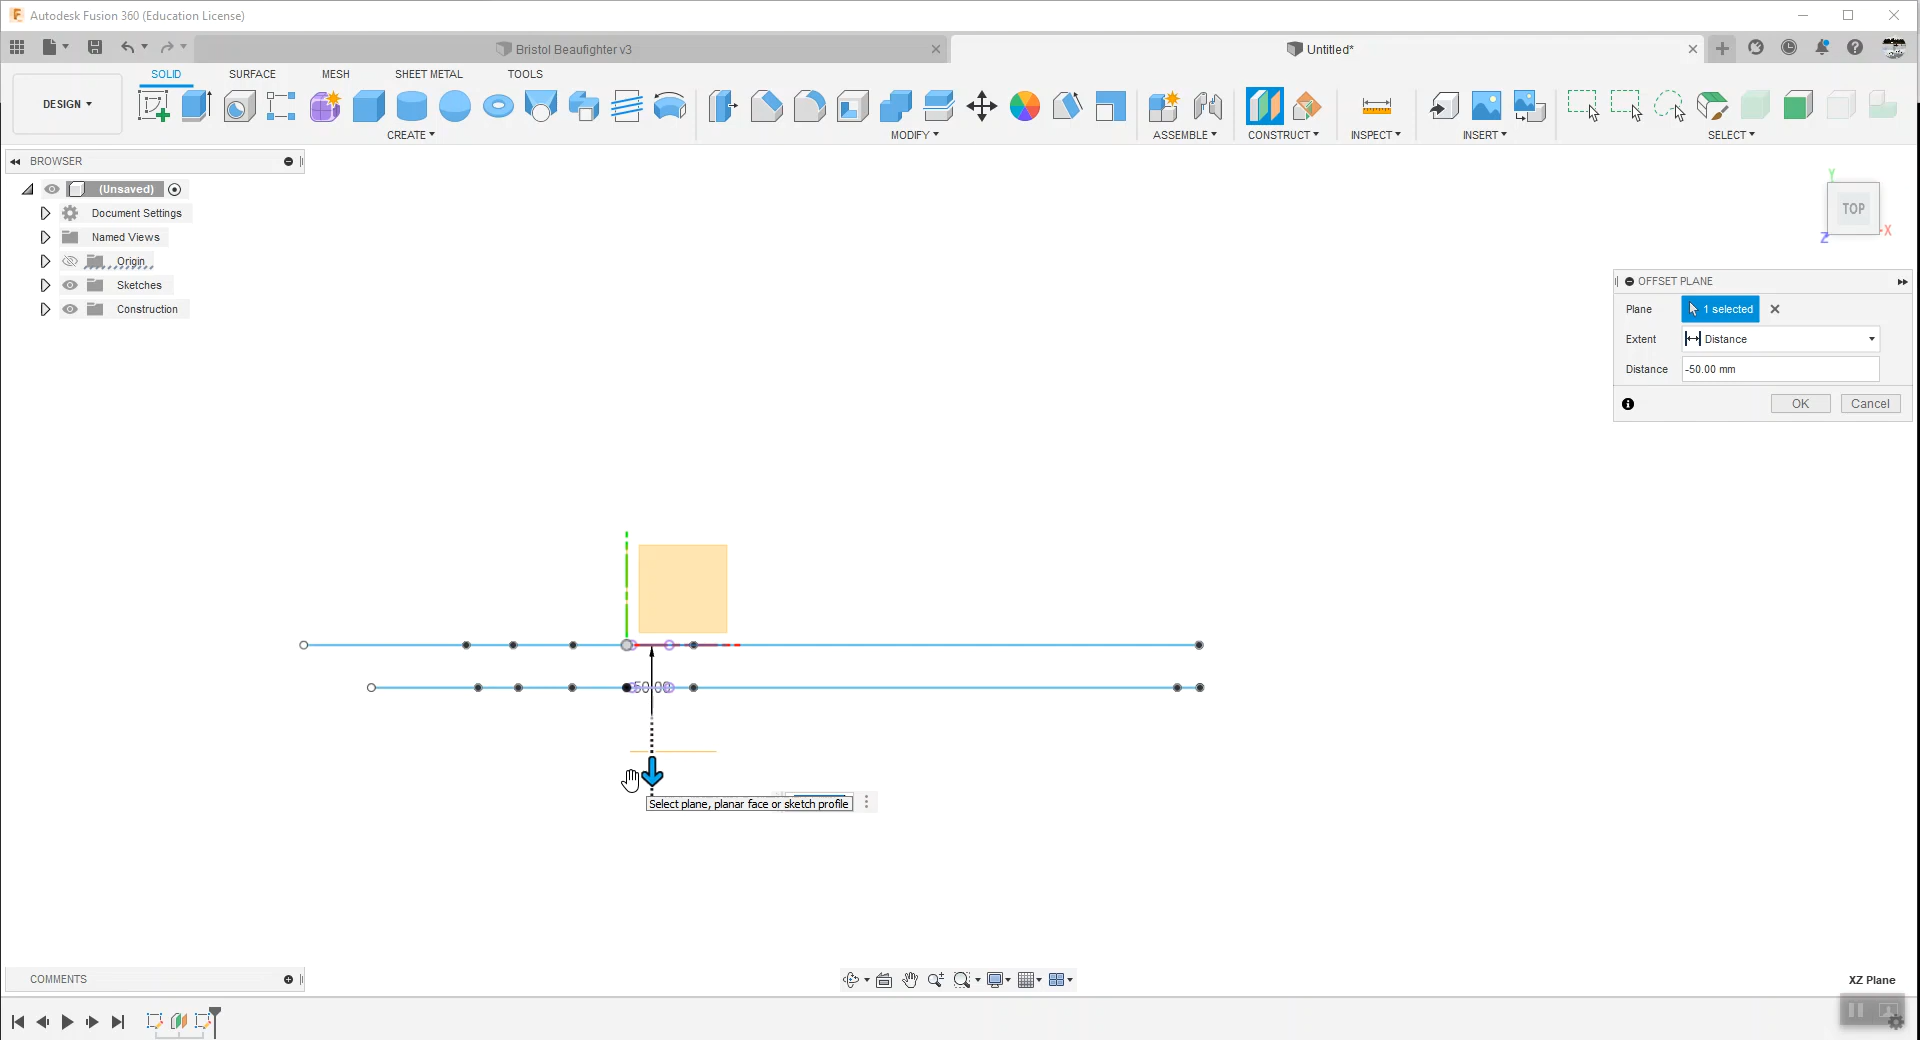 Autodesk Fusion 360 (Education License)
Bristol Beaufighter v3
Untitled*
DESIGN
SOLID
SURFACE
MESH
SHEET METAL
TOOLS
CREATE
MODIFY
ASSEMBLE
CONSTRUCT
INSPECT
INSERT
SELECT
BROWSER
(Unsaved)
Document Settings
Named Views
Origin
Sketches
Construction
Y
TOP
X
Z
OFFSET PLANE
Plane
1 selected
Extent
Distance
Distance
-50.00 mm
OK
Cancel
50.00
Select plane, planar face or sketch profile
COMMENTS
XZ Plane